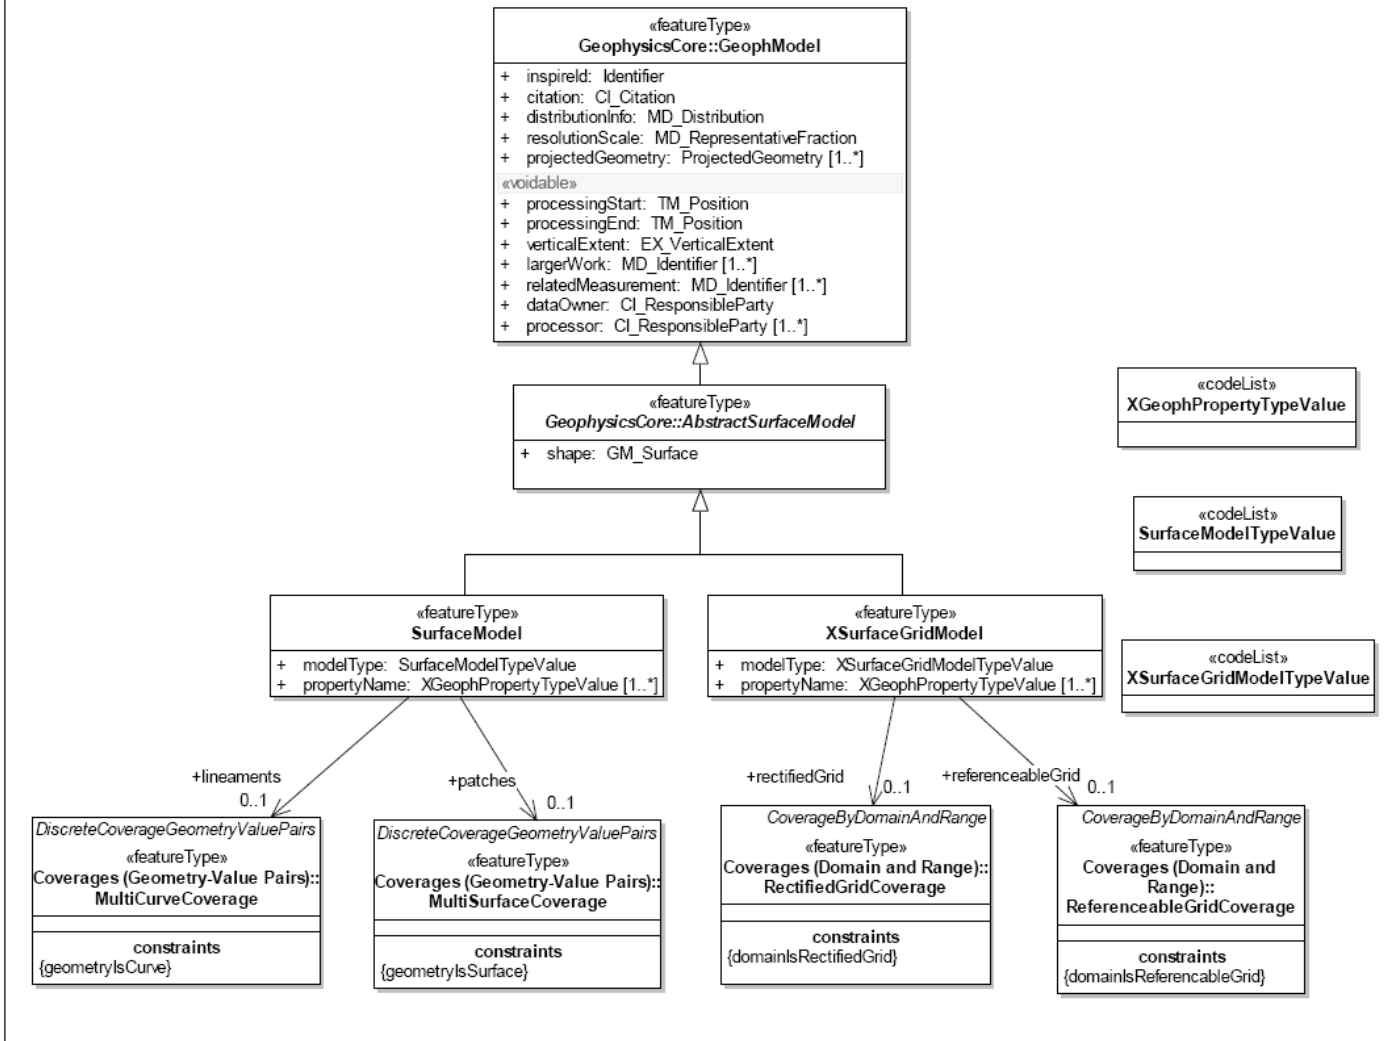 «featureType»
GeophysicsCore::GeophModel
+ inspireId: Identifier
+ citation: CI_Citation
+ distributionInfo: MD_Distribution
+ resolutionScale: MD_RepresentativeFraction
+ projectedGeometry: ProjectedGeometry [1..*]
«voidable»
+ processingStart: TM_Position
+ processingEnd: TM_Position
+ verticalExtent: EX_VerticalExtent
+ largerWork: MD_Identifier [1..*]
+ relatedMeasurement: MD_Identifier [1..*]
+ dataOwner: CI_ResponsibleParty
+ processor: CI_ResponsibleParty [1..*]
«featureType»
GeophysicsCore::AbstractSurfaceModel
+ shape: GM_Surface
«codeList»
XGeophPropertyTypeValue
«codeList»
SurfaceModelTypeValue
«codeList»
XSurfaceGridModelTypeValue
«featureType»
SurfaceModel
+ modelType: SurfaceModelTypeValue
+ propertyName: XGeophPropertyTypeValue [1..*]
«featureType»
XSurfaceGridModel
+ modelType: XSurfaceGridModelTypeValue
+ propertyName: XGeophPropertyTypeValue [1..*]
+lineaments
0..1
+patches
0..1
+rectifiedGrid
0..1
+referenceableGrid
0..1
DiscreteCoverageGeometryValuePairs
«featureType»
Coverages (Geometry-Value Pairs)::
MultiCurveCoverage
constraints
{geometryIsCurve}
DiscreteCoverageGeometryValuePairs
«featureType»
Coverages (Geometry-Value Pairs)::
MultiSurfaceCoverage
constraints
{geometryIsSurface}
CoverageByDomainAndRange
«featureType»
Coverages (Domain and Range)::
RectifiedGridCoverage
constraints
{domainIsRectifiedGrid}
CoverageByDomainAndRange
«featureType»
Coverages (Domain and
Range)::
ReferenceableGridCoverage
constraints
{domainIsReferencableGrid}